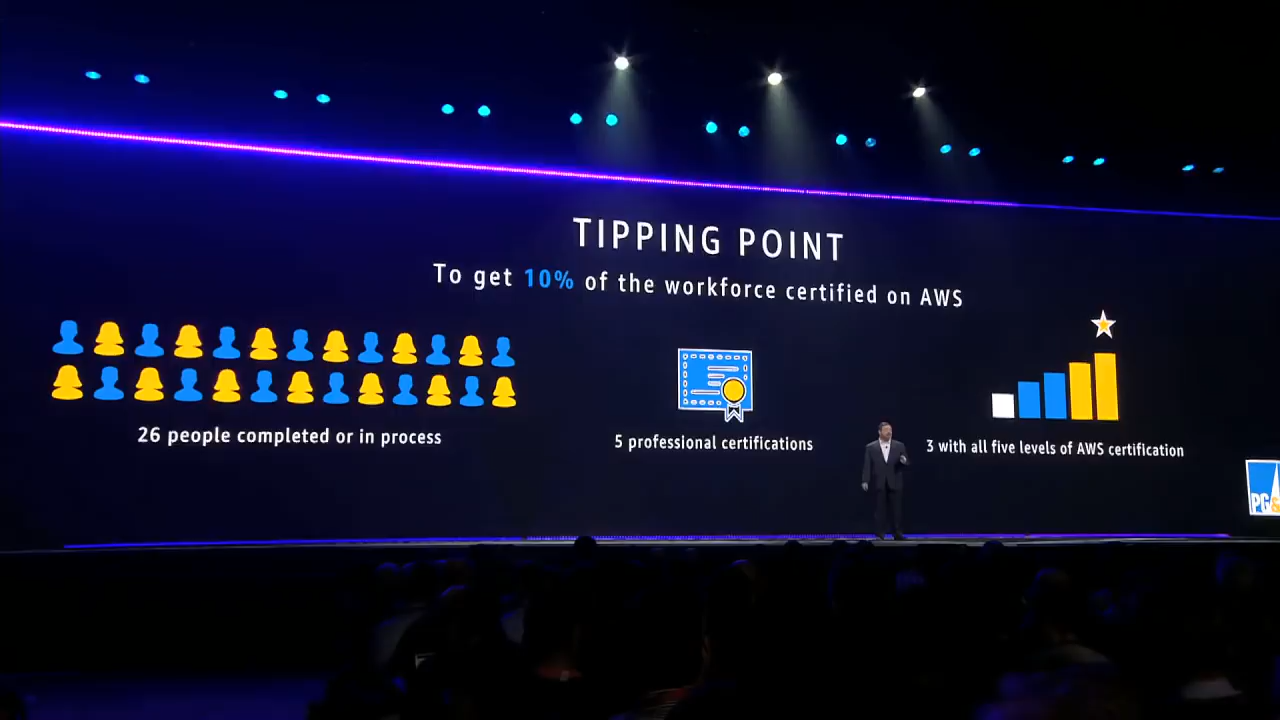 TIPPING POINT
To get 10% of the workforce certified on AWS
26 people completed or in process
5 professional certifications
3 with all five levels of AWS certification
PG&